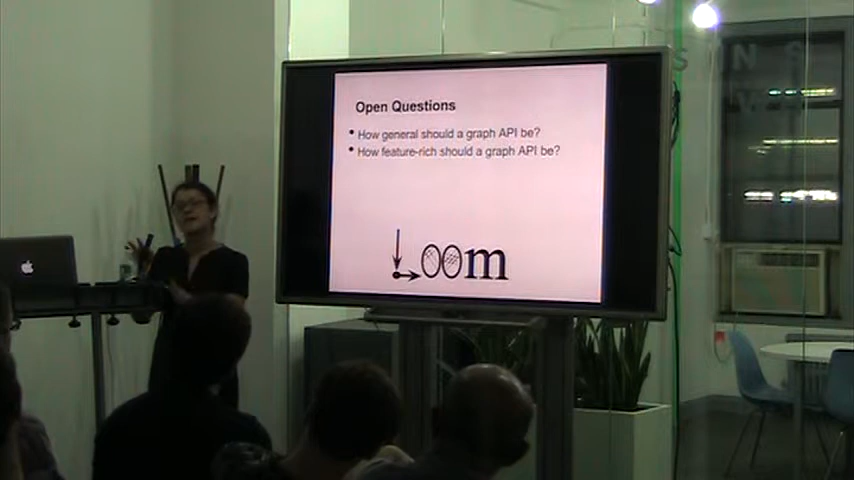 Open Questions
• How general should a graph API be?
• How feature-rich should a graph API be?
Loom